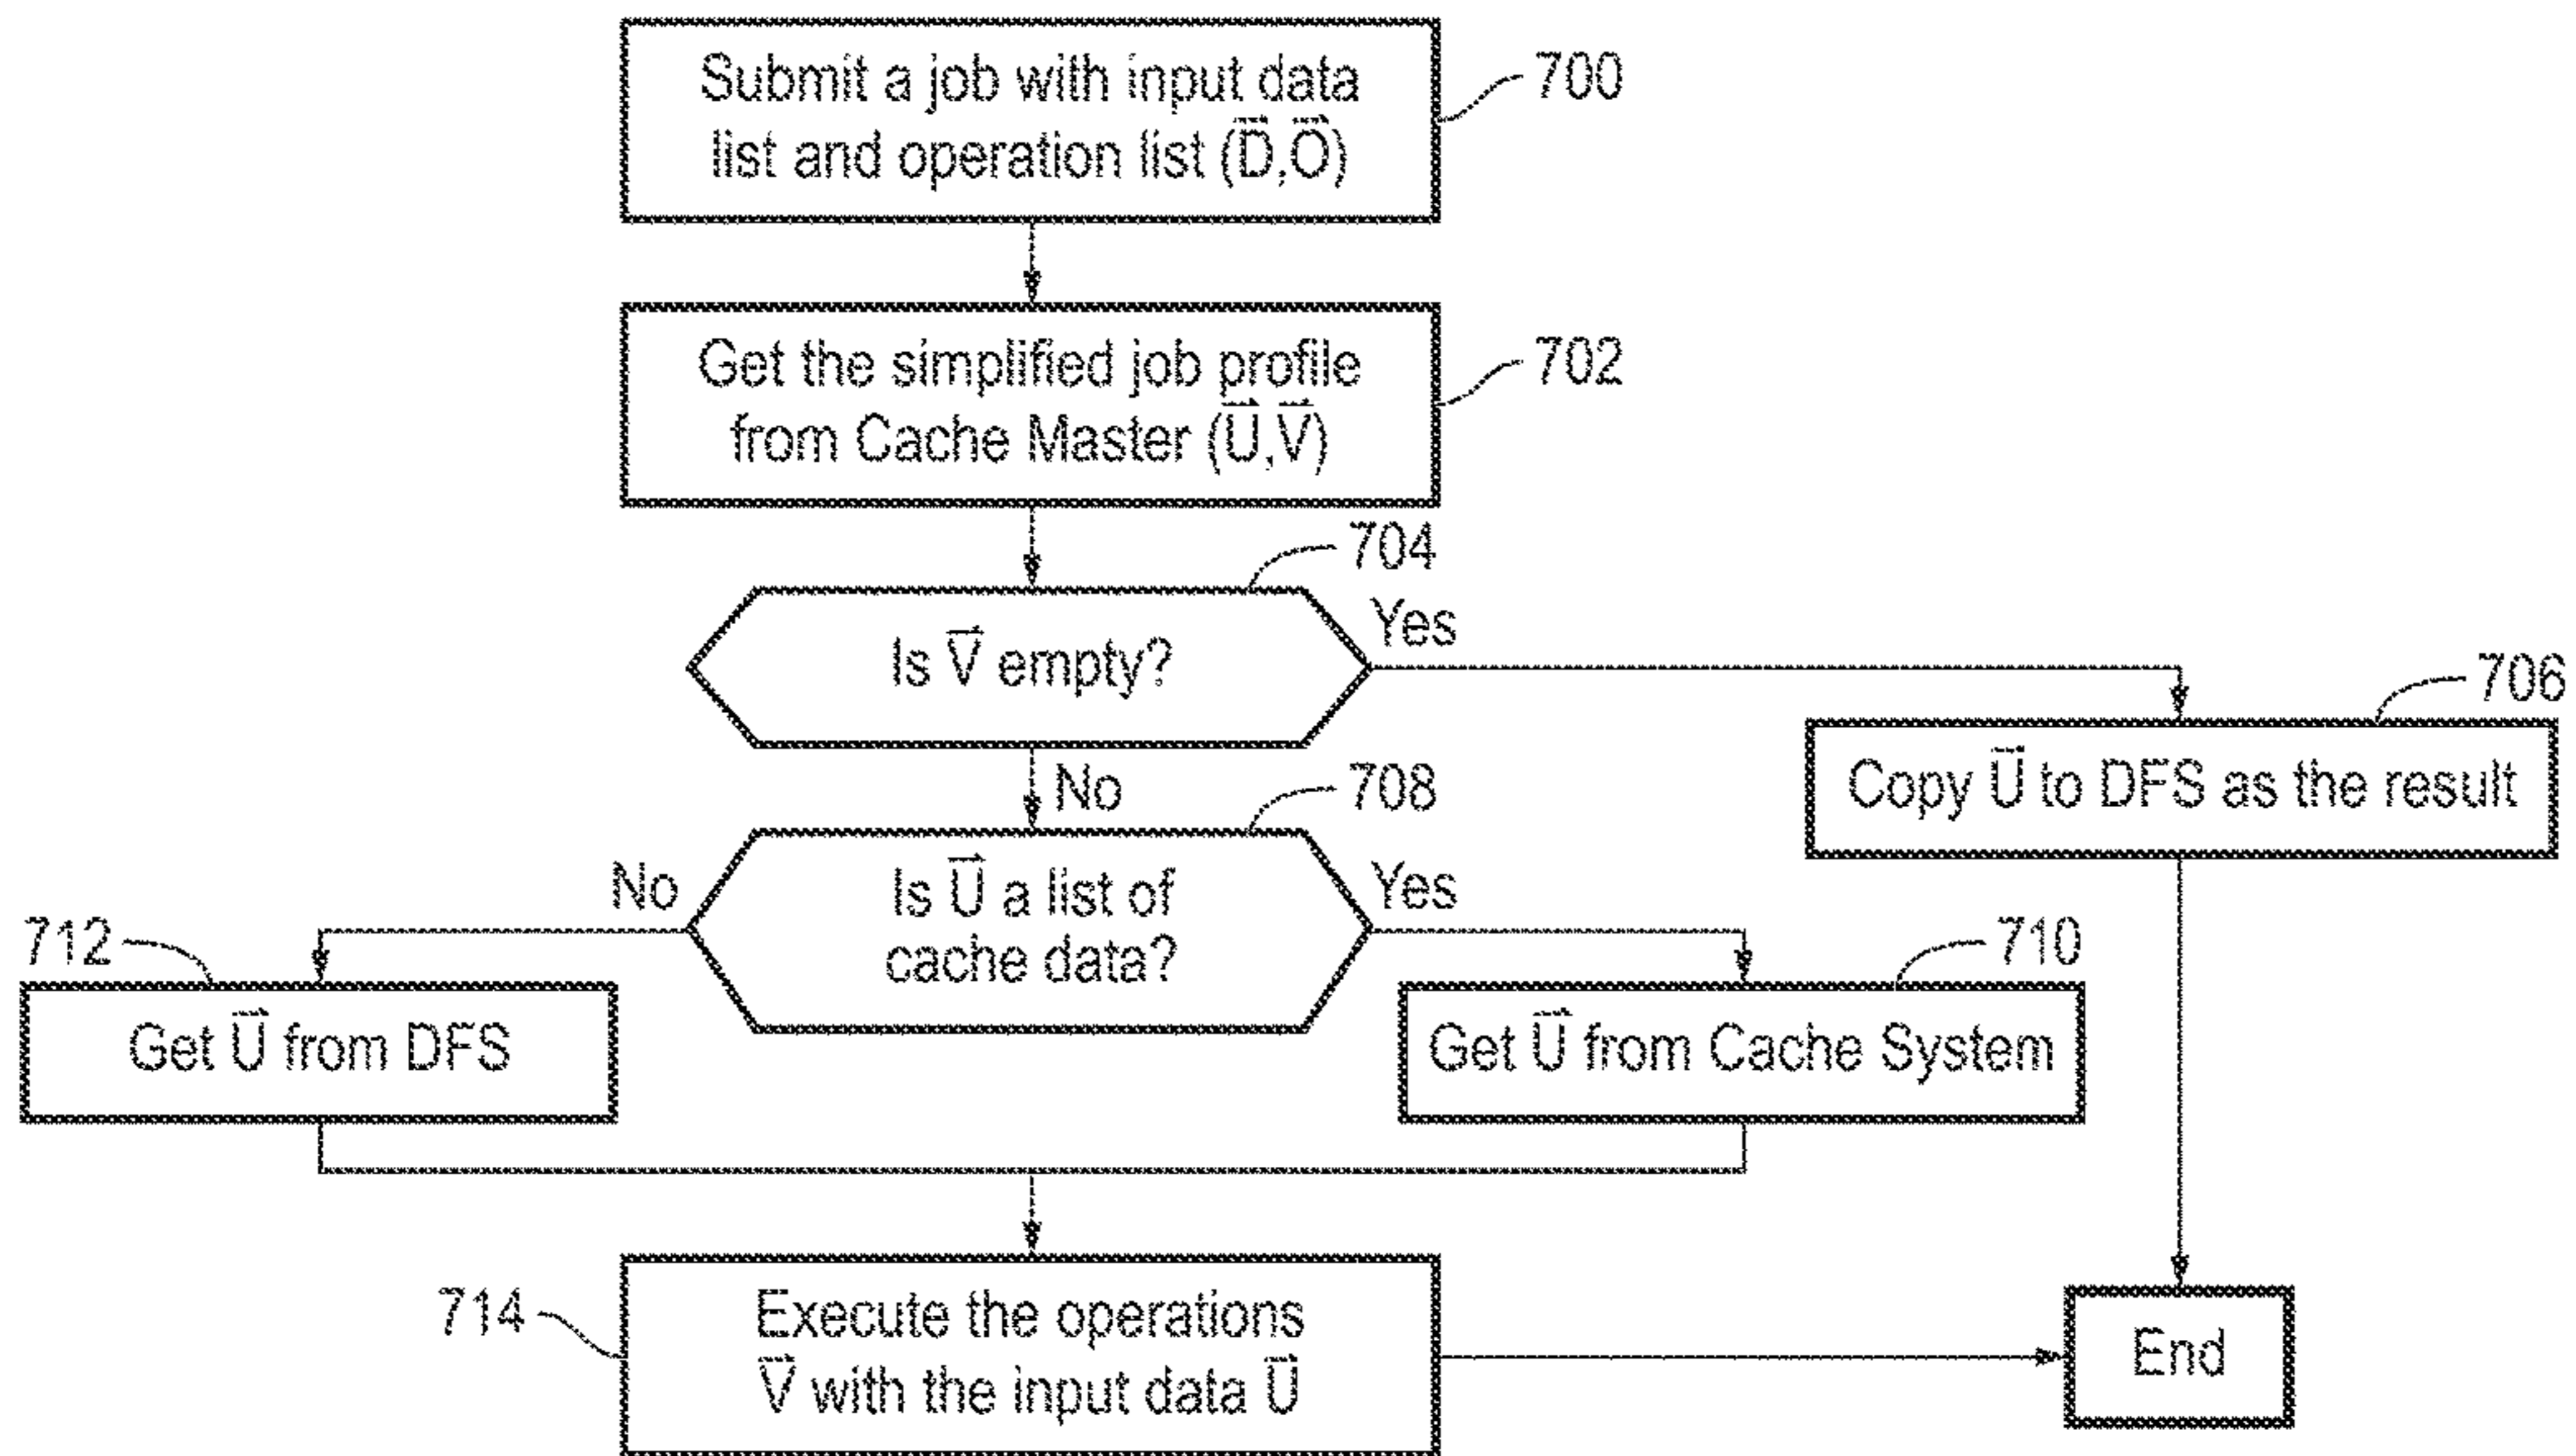 Submit a job with input data
list and operation list (D⃗,O⃗)
700
Get the simplified job profile
from Cache Master (U⃗,V⃗)
702
704
Is V⃗ empty?
Yes
706
Copy U⃗ to DFS as the result
No
708
Is U⃗ a list of
cache data?
No
Yes
712
Get U⃗ from DFS
710
Get U⃗ from Cache System
714
Execute the operations
V⃗ with the input data U⃗
End